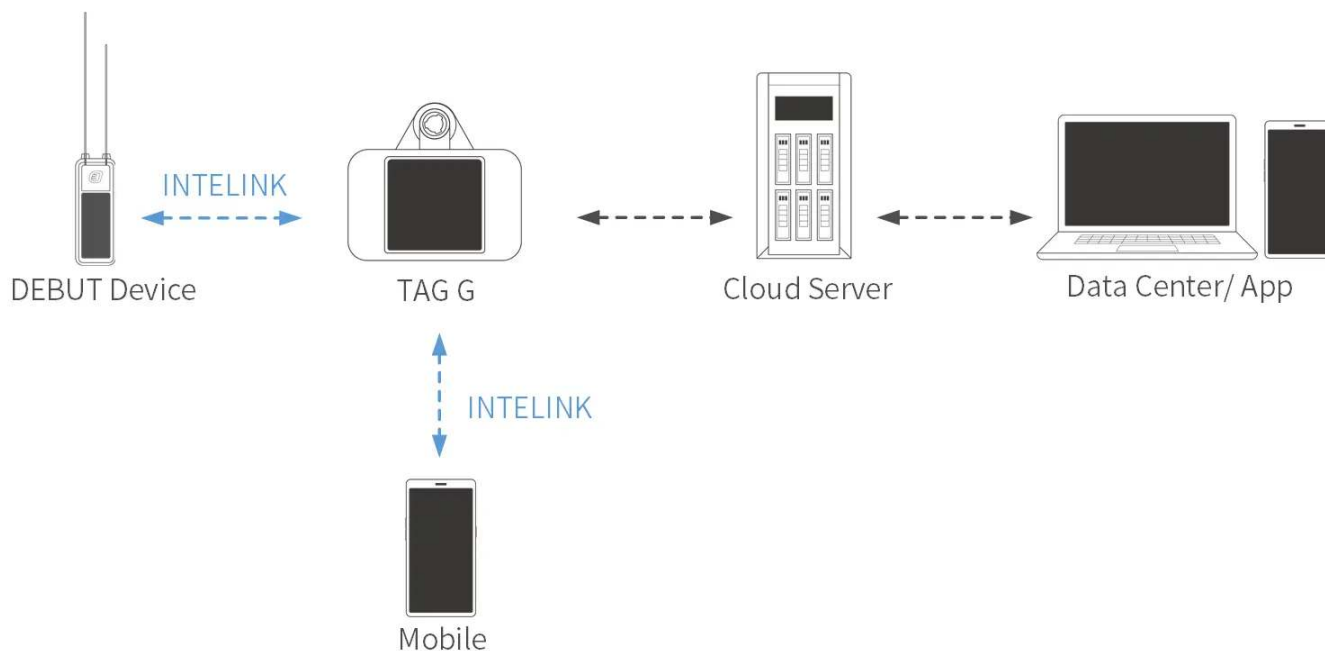 INTELINK
DEBUT Device
TAG G
Cloud Server
Data Center/ App
INTELINK
Mobile